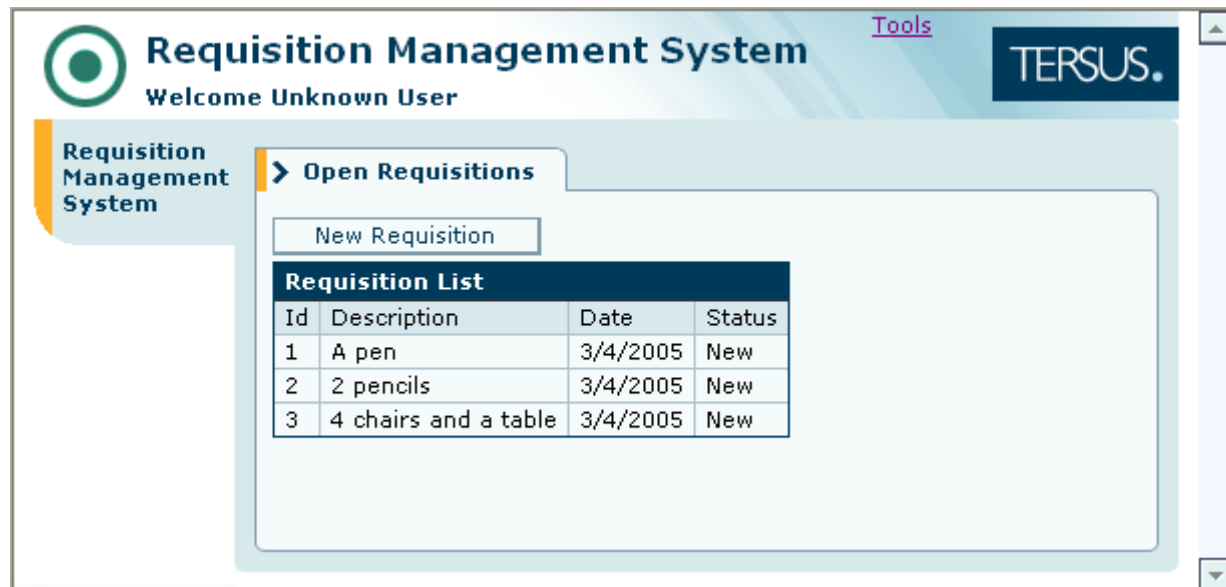 Tools
Requisition Management System
TERSUS.
Welcome Unknown User
Requisition
Management
System
Open Requisitions
New Requisition
Requisition List
Id Description Date Status
1 A pen 3/4/2005 New
2 2 pencils 3/4/2005 New
3 4 chairs and a table 3/4/2005 New